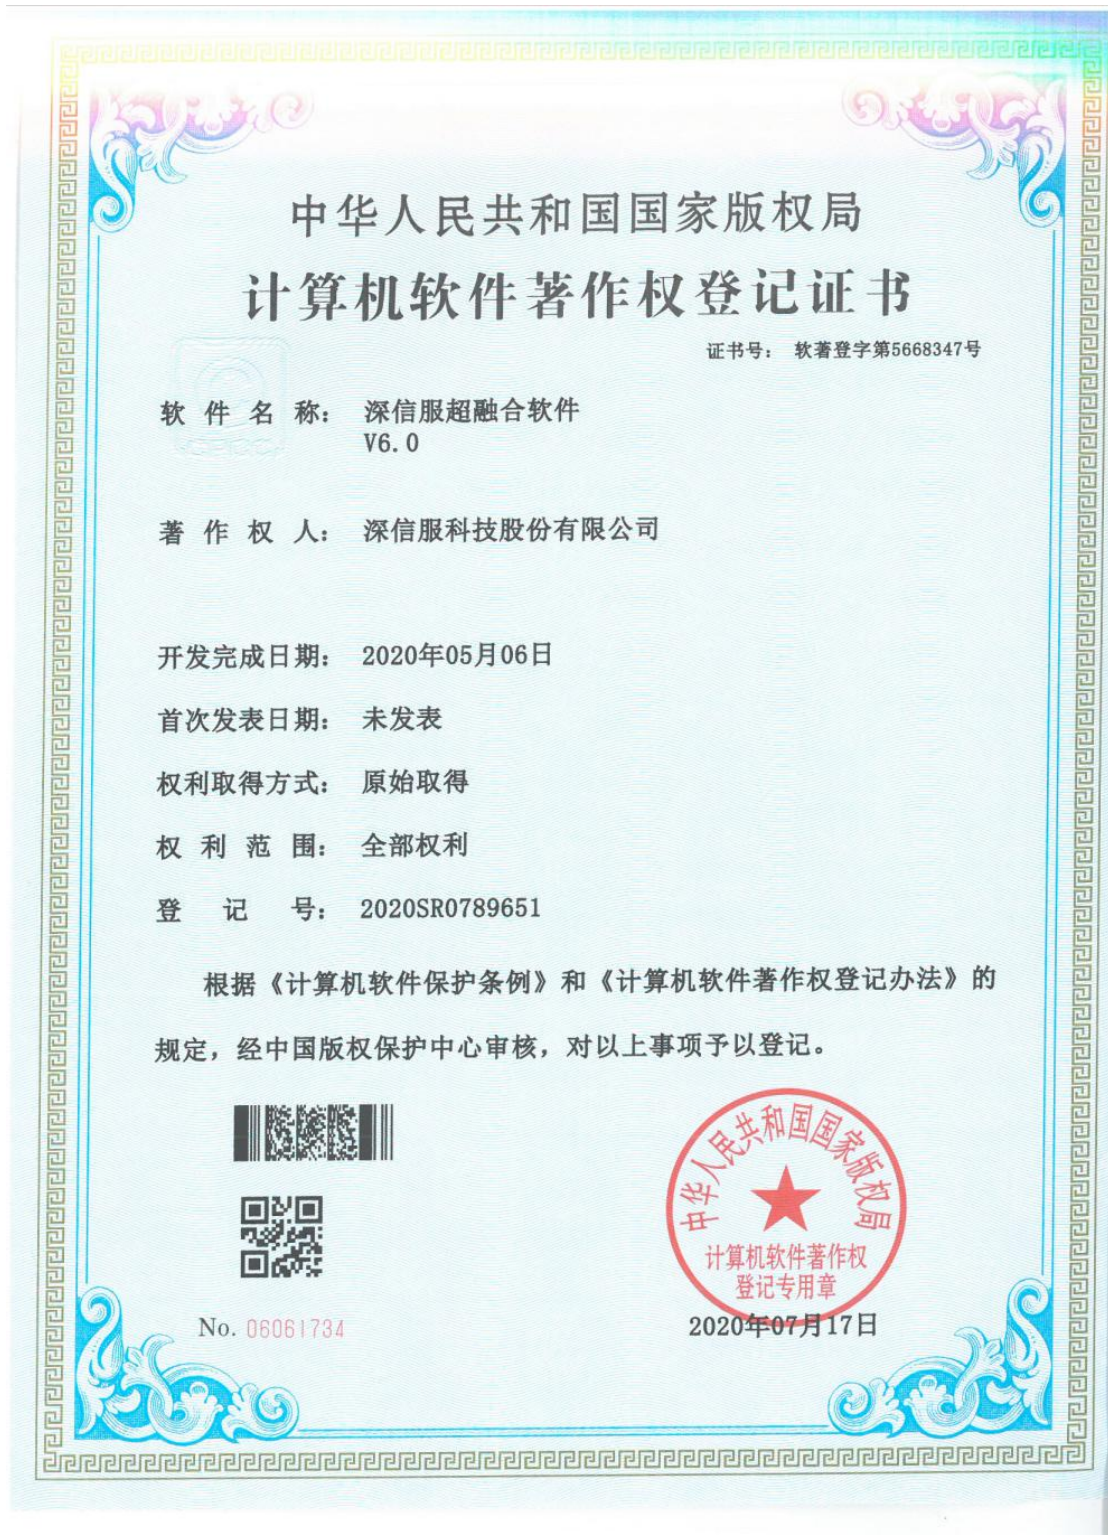 中华人民共和国国家版权局
计算机软件著作权登记证书
证书号： 软著登字第5668347号
软件名称： 深信服超融合软件
V6.0
著作权人： 深信服科技股份有限公司
开发完成日期： 2020年05月06日
首次发表日期： 未发表
权利取得方式： 原始取得
权利范围： 全部权利
登记号： 2020SR0789651
根据《计算机软件保护条例》和《计算机软件著作权登记办法》的
规定，经中国版权保护中心审核，对以上事项予以登记。
中华人民共和国国家版权局
计算机软件著作权
登记专用章
No. 06061734
2020年07月17日